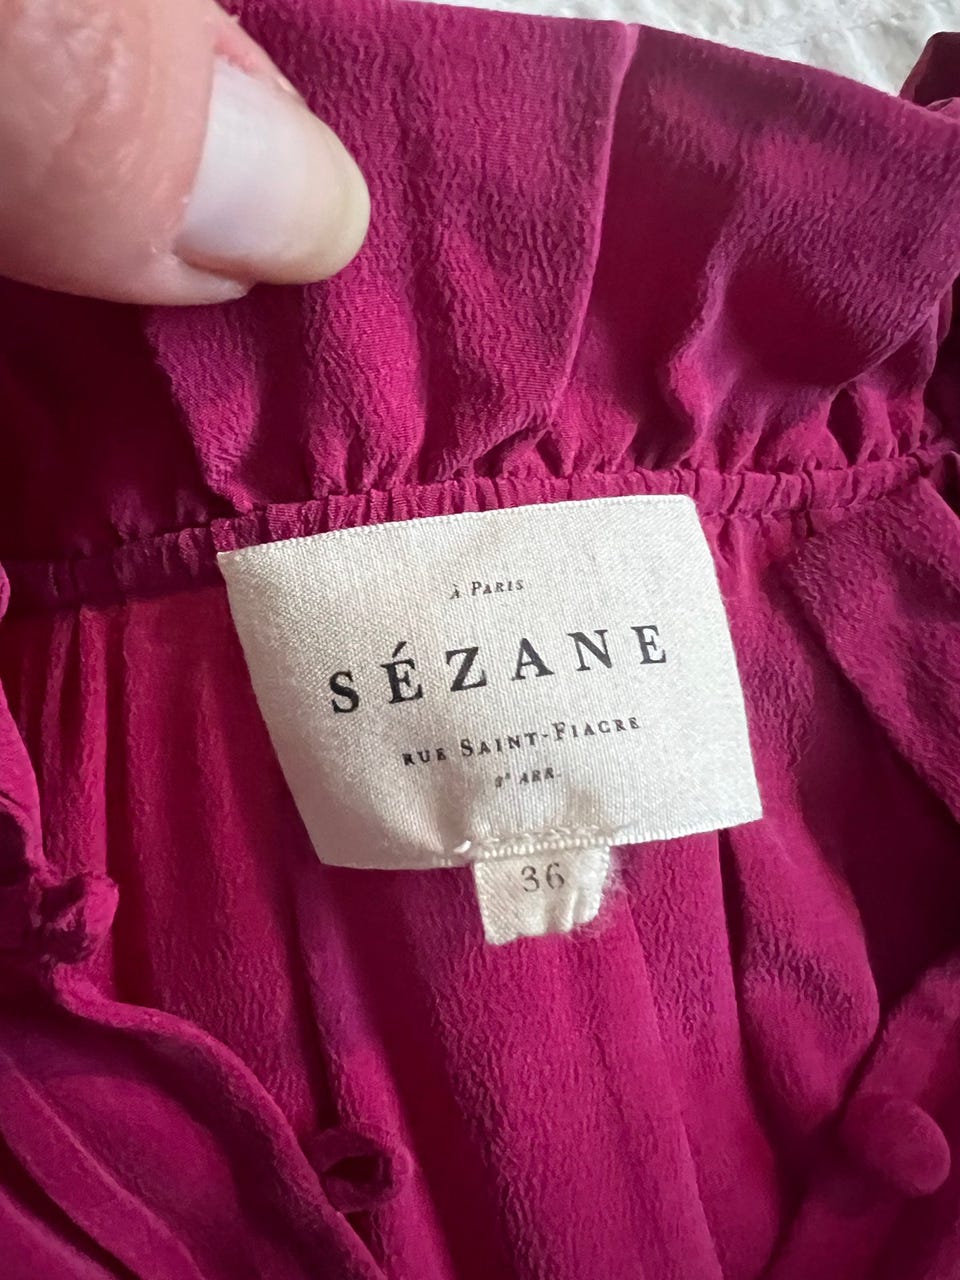 À PARIS
SÉZANE
RUE SAINT-FIACRE
2ᵉ ARR.
36